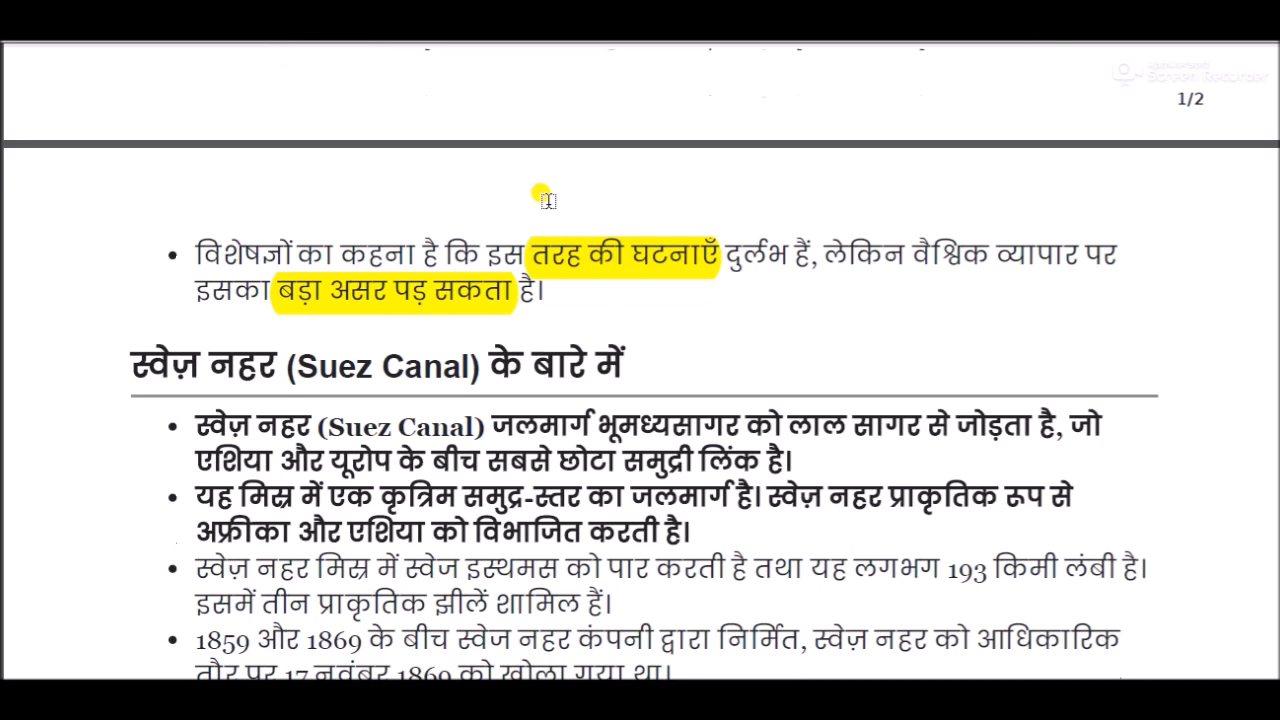 Screen Recorder
1/2
• विशेषज्ञों का कहना है कि इस तरह की घटनाएँ दुर्लभ हैं, लेकिन वैश्विक व्यापार पर
इसका बड़ा असर पड़ सकता है।
स्वेज़ नहर (Suez Canal) के बारे में
• स्वेज़ नहर (Suez Canal) जलमार्ग भूमध्यसागर को लाल सागर से जोड़ता है, जो
एशिया और यूरोप के बीच सबसे छोटा समुद्री लिंक है।
• यह मिस्र में एक कृत्रिम समुद्र-स्तर का जलमार्ग है। स्वेज़ नहर प्राकृतिक रूप से
अफ्रीका और एशिया को विभाजित करती है।
• स्वेज़ नहर मिस्र में स्वेज इस्थमस को पार करती है तथा यह लगभग 193 किमी लंबी है।
इसमें तीन प्राकृतिक झीलें शामिल हैं।
• 1859 और 1869 के बीच स्वेज नहर कंपनी द्वारा निर्मित, स्वेज़ नहर को आधिकारिक
तौर पर 17 नवंबर 1869 को खोला गया था।